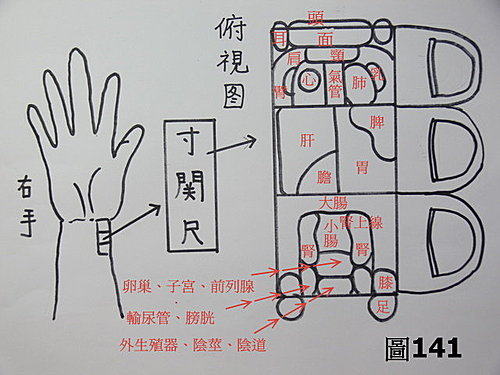 俯視图
頭
耳
面
肩
頸
臂
心
氣管
肺
乳
寸關尺
肝
膽
脾
胃
右手
大腸
小腸
腎上線
腎
腎
膝
足
卵巢、子宮、前列腺
輸尿管、膀胱
外生殖器、陰莖、陰道
圖141